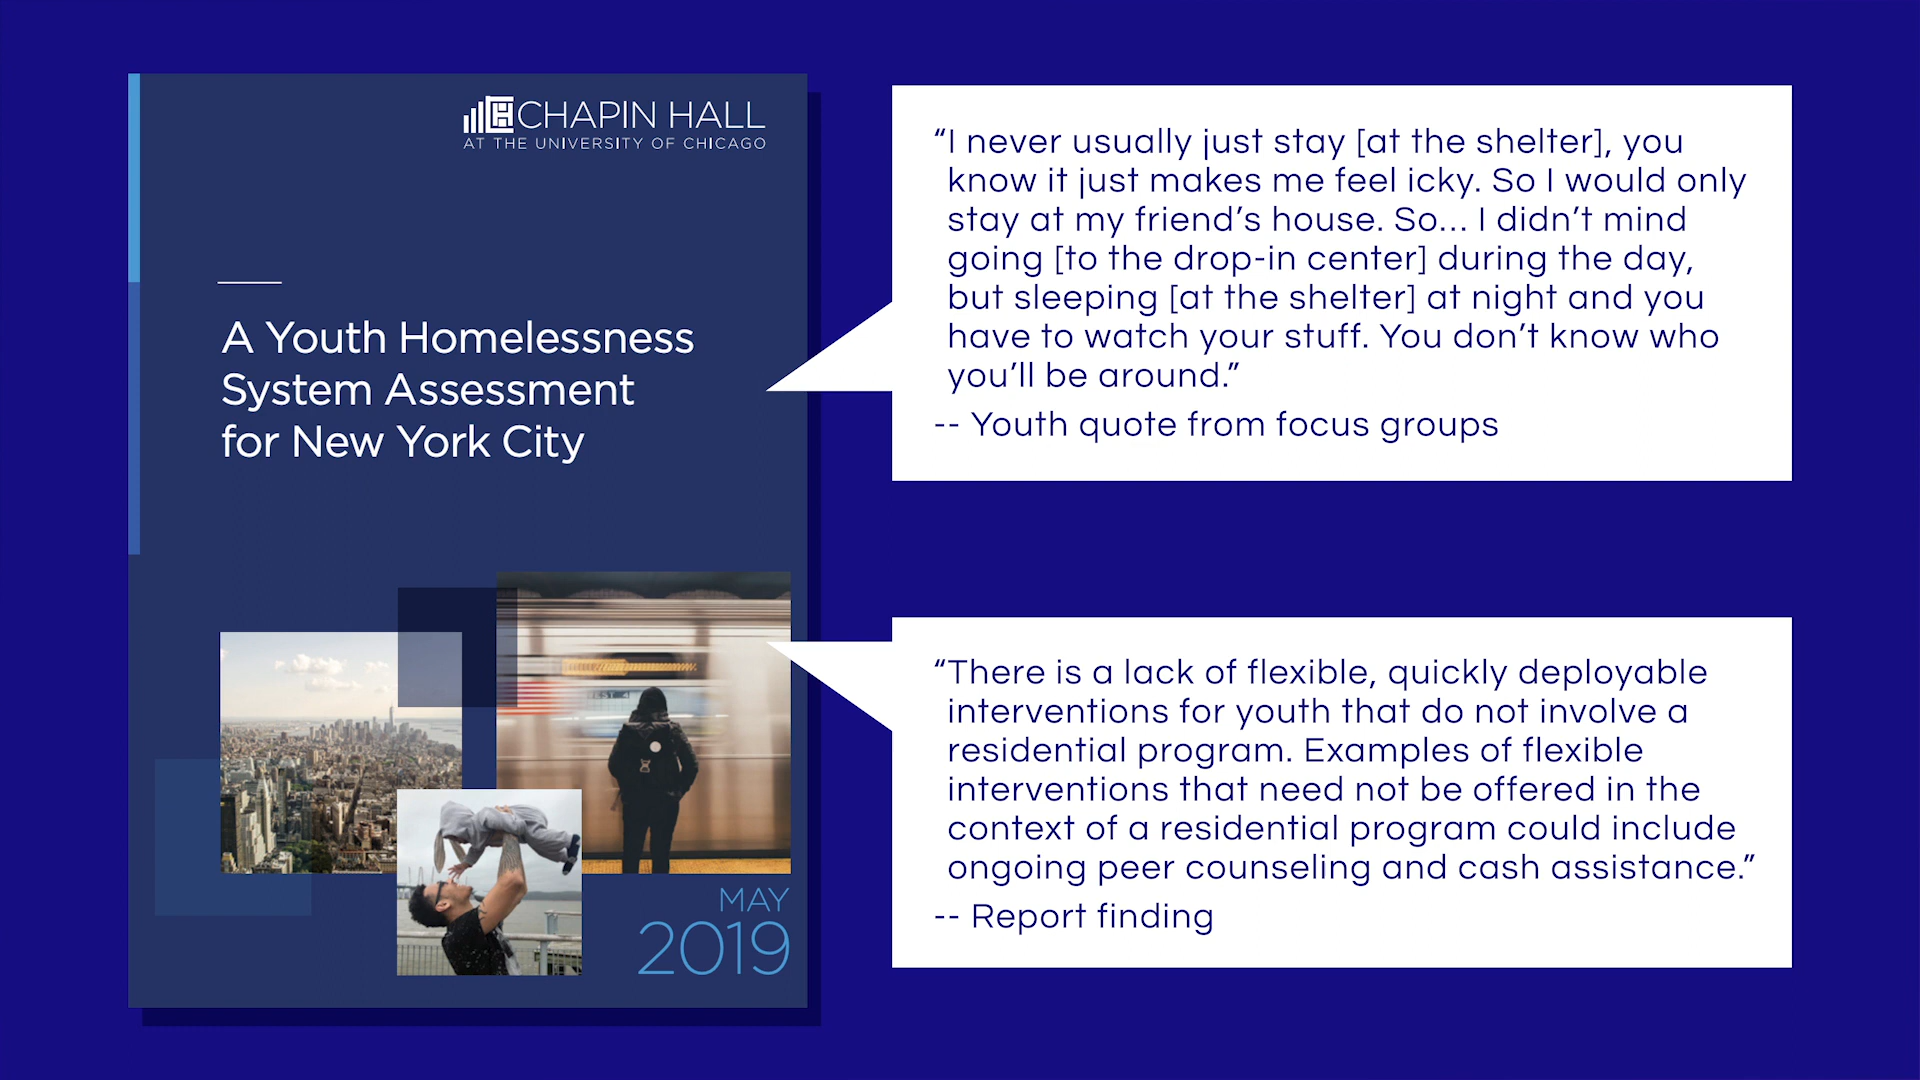 CHAPIN HALL
AT THE UNIVERSITY OF CHICAGO
A Youth Homelessness
System Assessment
for New York City
MAY
2019
“I never usually just stay [at the shelter], you
know it just makes me feel icky. So I would only
stay at my friend’s house. So... I didn’t mind
going [to the drop-in center] during the day,
but sleeping [at the shelter] at night and you
have to watch your stuff. You don’t know who
you’ll be around.”
-- Youth quote from focus groups
“There is a lack of flexible, quickly deployable
interventions for youth that do not involve a
residential program. Examples of flexible
interventions that need not be offered in the
context of a residential program could include
ongoing peer counseling and cash assistance.”
-- Report finding